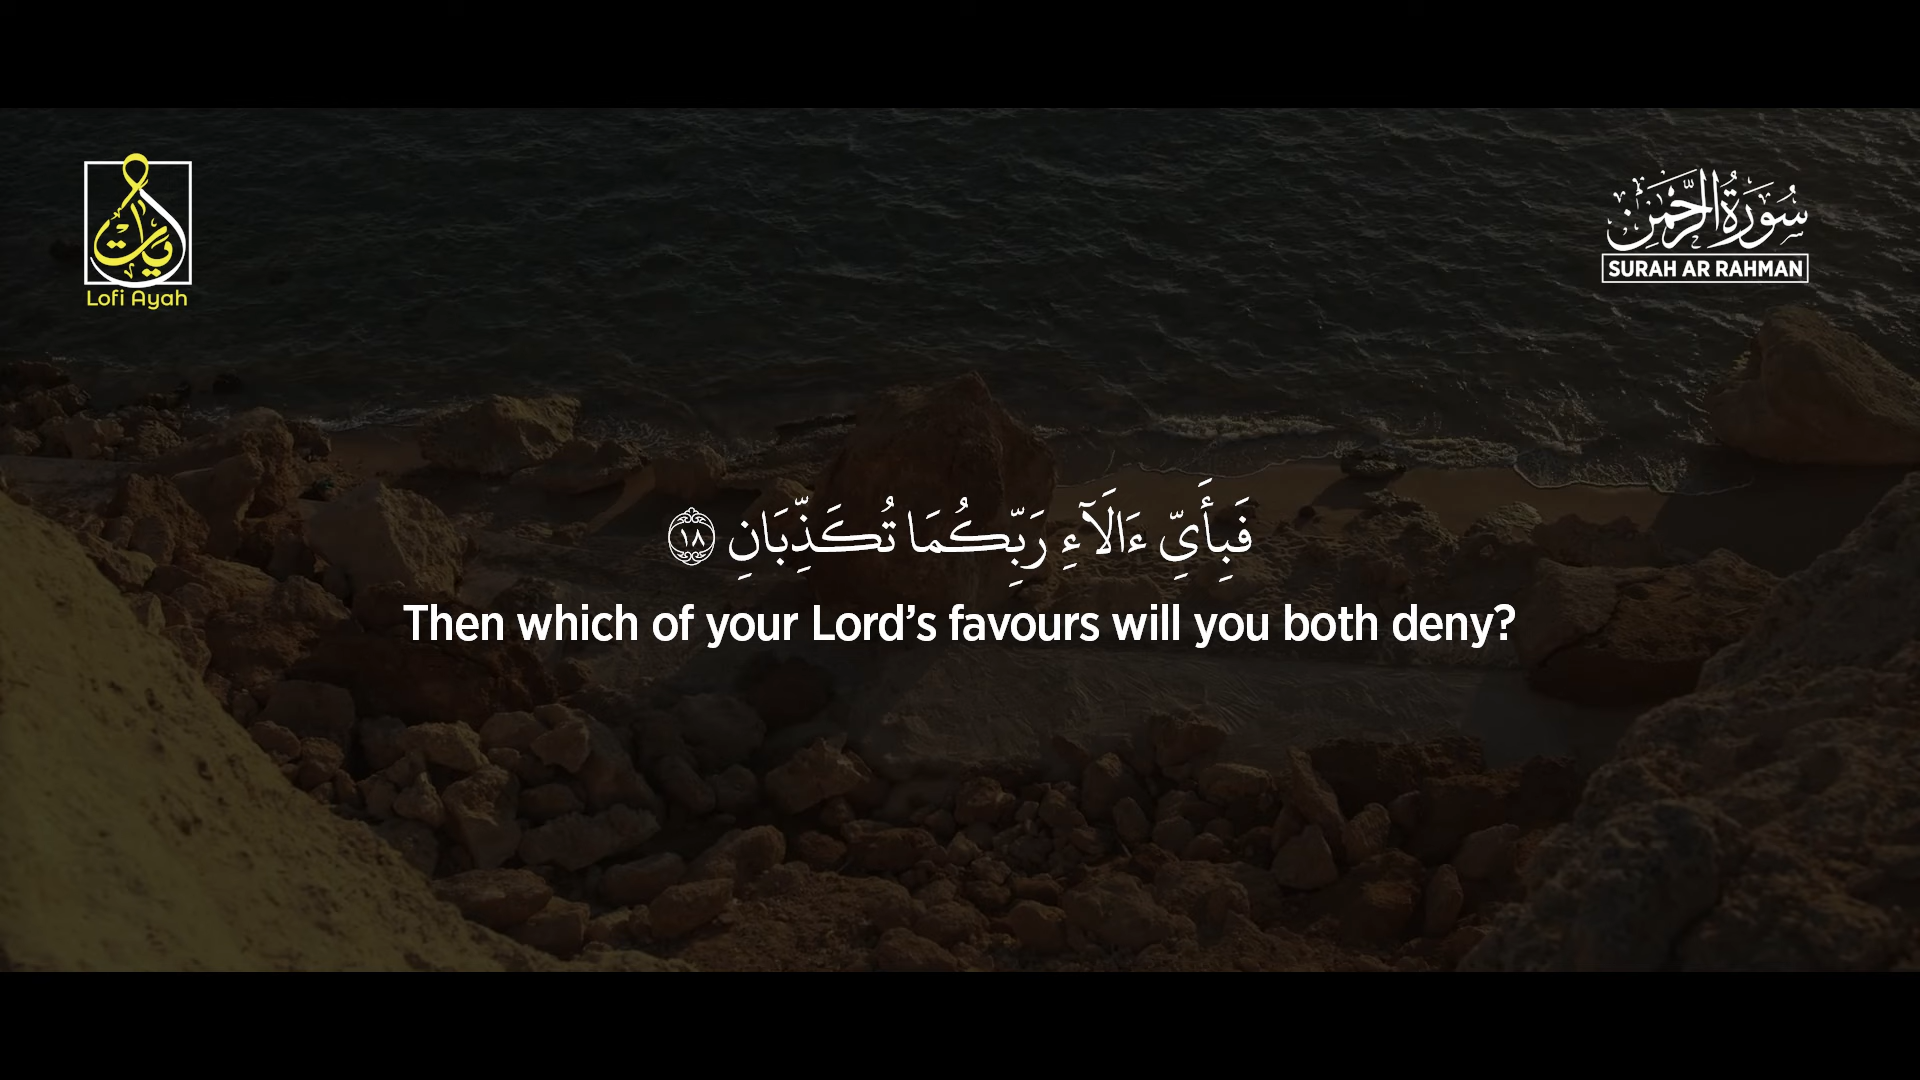 آيات
Lofi Ayah
سُورَةُ الرَّحْمَٰن
SURAH AR RAHMAN
فَبِأَيِّ ءَالَآءِ رَبِّكُمَا تُكَذِّبَانِ ١٨
Then which of your Lord’s favours will you both deny?